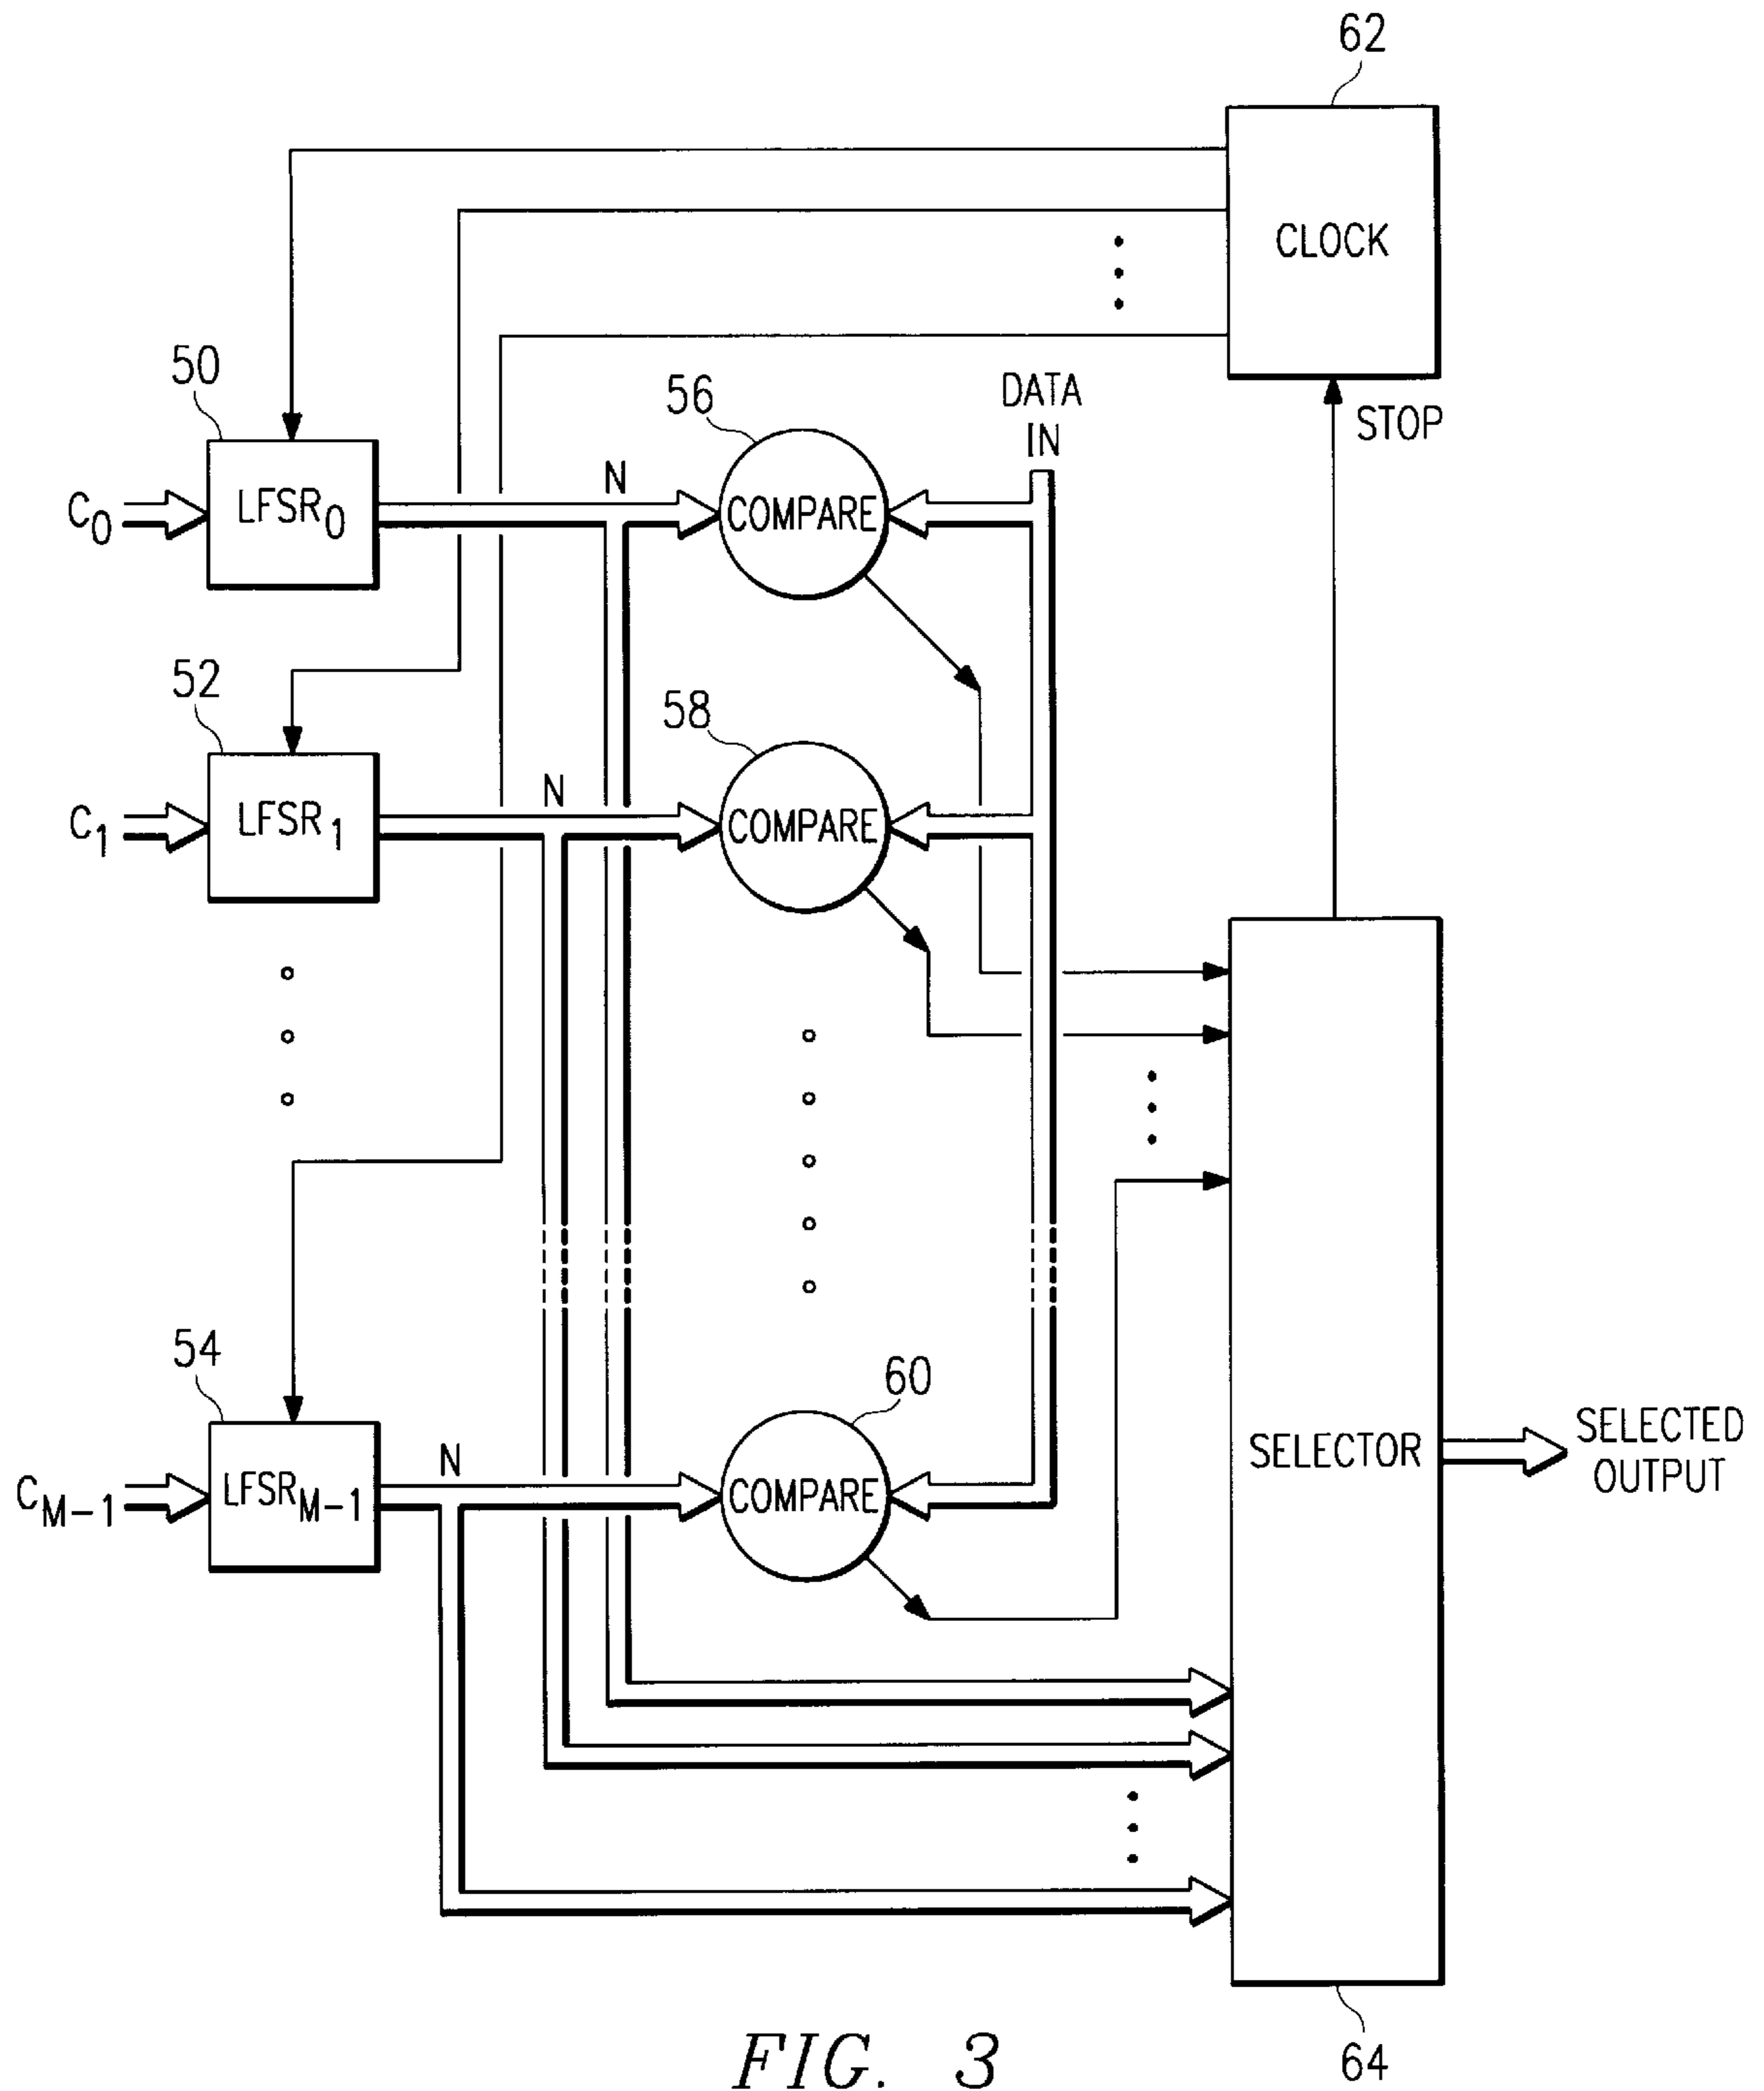 62
CLOCK
STOP
50
56
DATA
IN
C0
LFSR0
N
COMPARE
52
58
C1
LFSR1
N
COMPARE
54
60
CM-1
LFSRM-1
N
COMPARE
SELECTOR
SELECTED
OUTPUT
64
FIG. 3